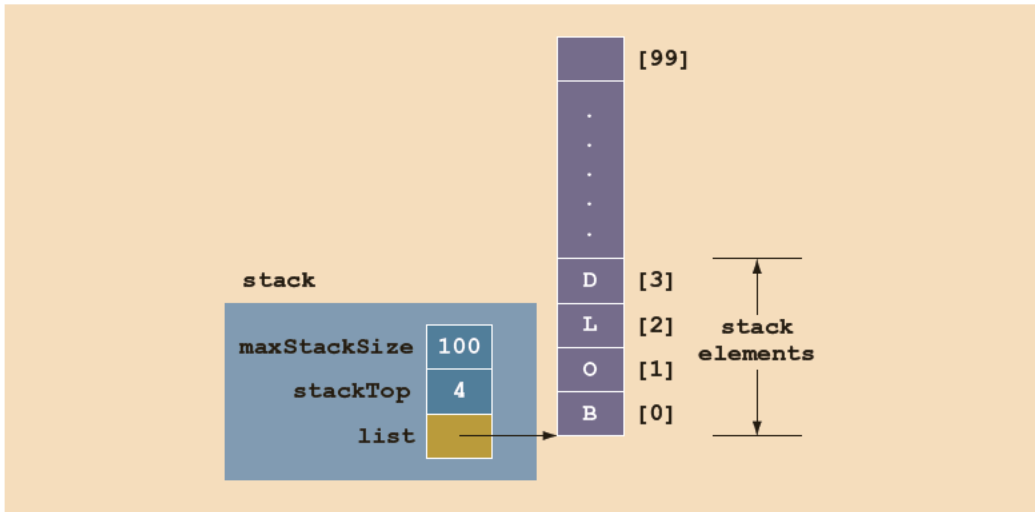 [99]
.
.
.
.
.
stack
D [3]
maxStackSize 100
L [2]
stack
elements
stackTop 4
O [1]
list
B [0]